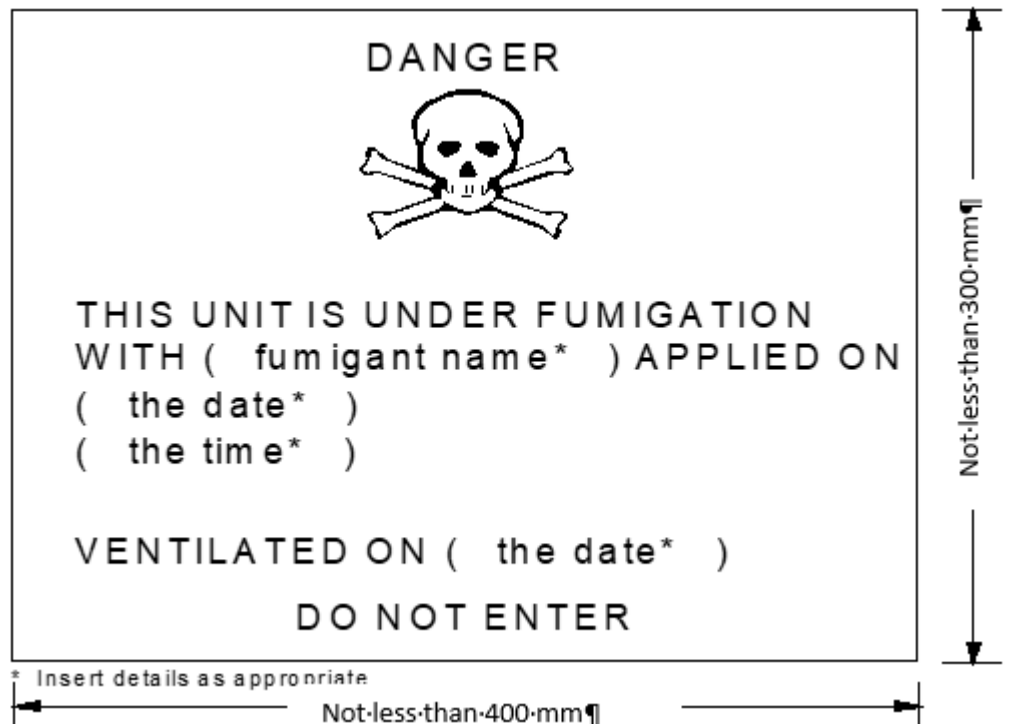 DANGER
THIS UNIT IS UNDER FUMIGATION
WITH ( fumigant name* ) APPLIED ON
( the date* )
( the time* )
VENTILATED ON ( the date* )
DO NOT ENTER
* Insert details as appropriate
Not·less·than·400·mm¶
Not·less·than·300·mm¶